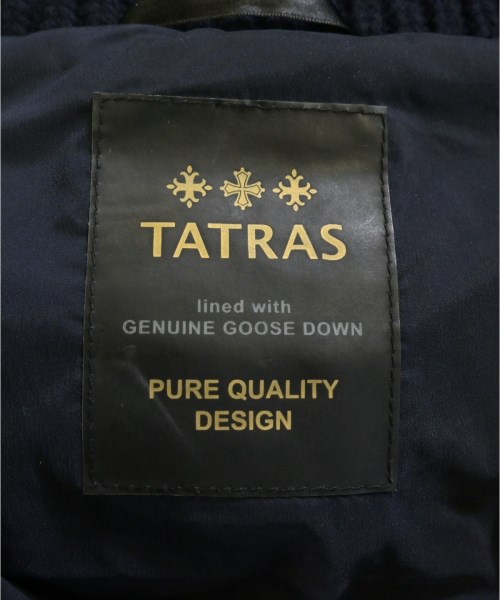 TATRAS
lined with
GENUINE GOOSE DOWN
PURE QUALITY
DESIGN